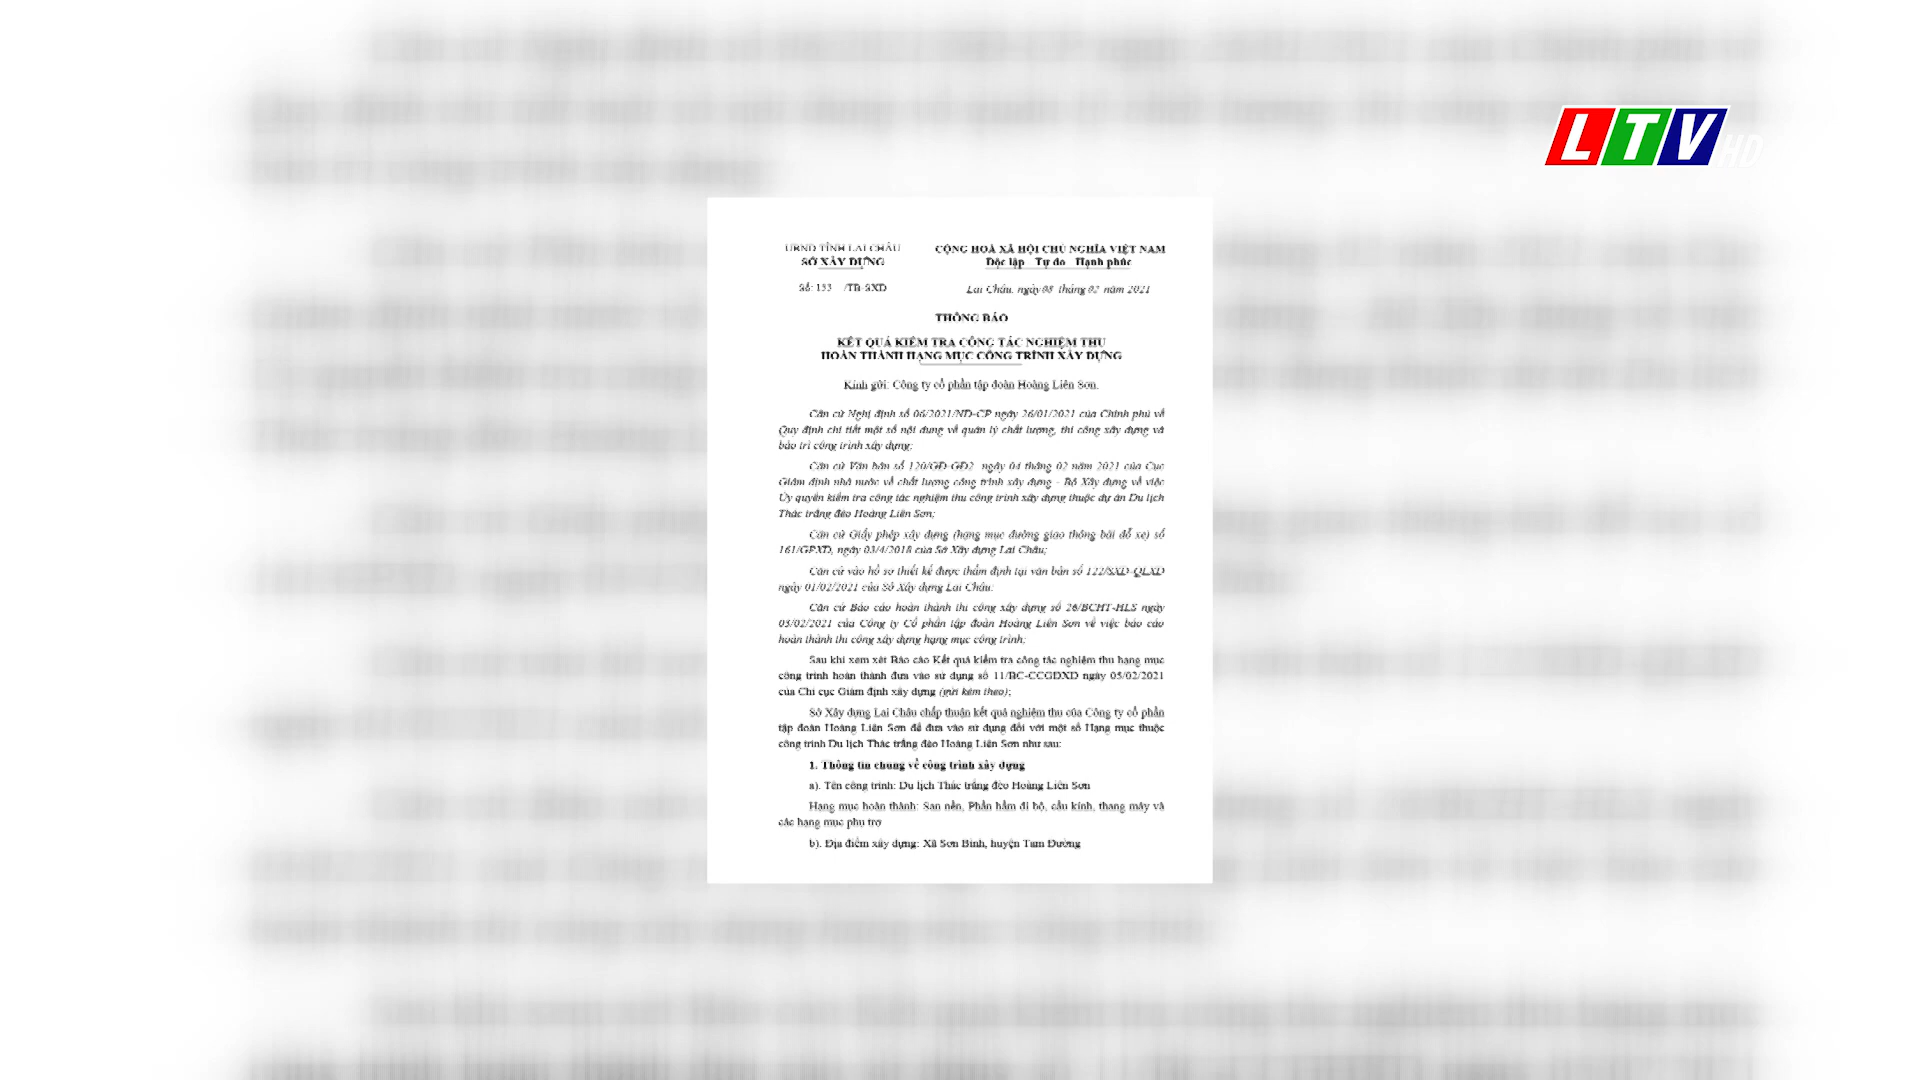 LTV HD
UBND TỈNH LAI CHÂU
SỞ XÂY DỰNG
CỘNG HOÀ XÃ HỘI CHỦ NGHĨA VIỆT NAM
Độc lập - Tự do - Hạnh phúc
Số: 133 /TB-SXD
Lai Châu, ngày 08 tháng 02 năm 2021
THÔNG BÁO
KẾT QUẢ KIỂM TRA CÔNG TÁC NGHIỆM THU
HOÀN THÀNH HẠNG MỤC CÔNG TRÌNH XÂY DỰNG
Kính gửi: Công ty cổ phần tập đoàn Hoàng Liên Sơn.
Căn cứ Nghị định số 06/2021/NĐ-CP ngày 26/01/2021 của Chính phủ về
Quy định chi tiết một số nội dung về quản lý chất lượng, thi công xây dựng và
bảo trì công trình xây dựng;
Căn cứ Văn bản số 120/GĐ-GĐ2 ngày 04 tháng 02 năm 2021 của Cục
Giám định nhà nước về chất lượng công trình xây dựng - Bộ Xây dựng về việc
Ủy quyền kiểm tra công tác nghiệm thu công trình xây dựng thuộc dự án Du lịch
Thác trắng đèo Hoàng Liên Sơn;
Căn cứ Giấy phép xây dựng (hạng mục đường giao thông bãi đỗ xe) số
161/GPXD, ngày 03/4/2018 của Sở Xây dựng Lai Châu;
Căn cứ vào hồ sơ thiết kế được thẩm định tại văn bản số 122/SXD-QLXD
ngày 01/02/2021 của Sở Xây dựng Lai Châu.
Căn cứ Báo cáo hoàn thành thi công xây dựng số 26/BCHT-HLS ngày
05/02/2021 của Công ty Cổ phần tập đoàn Hoàng Liên Sơn về việc báo cáo
hoàn thành thi công xây dựng hạng mục công trình;
Sau khi xem xét Báo cáo Kết quả kiểm tra công tác nghiệm thu hạng mục
công trình hoàn thành đưa vào sử dụng số 11/BC-CCGĐXD ngày 05/02/2021
của Chi cục Giám định xây dựng (gửi kèm theo);
Sở Xây dựng Lai Châu chấp thuận kết quả nghiệm thu của Công ty cổ phần
tập đoàn Hoàng Liên Sơn để đưa vào sử dụng đối với một số Hạng mục thuộc
công trình Du lịch Thác trắng đèo Hoàng Liên Sơn như sau:
1. Thông tin chung về công trình xây dựng
a). Tên công trình: Du lịch Thác trắng đèo Hoàng Liên Sơn
Hạng mục hoàn thành: San nền, Phần hầm đi bộ, cầu kính, thang máy và
các hạng mục phụ trợ
b). Địa điểm xây dựng: Xã Sơn Bình, huyện Tam Đường